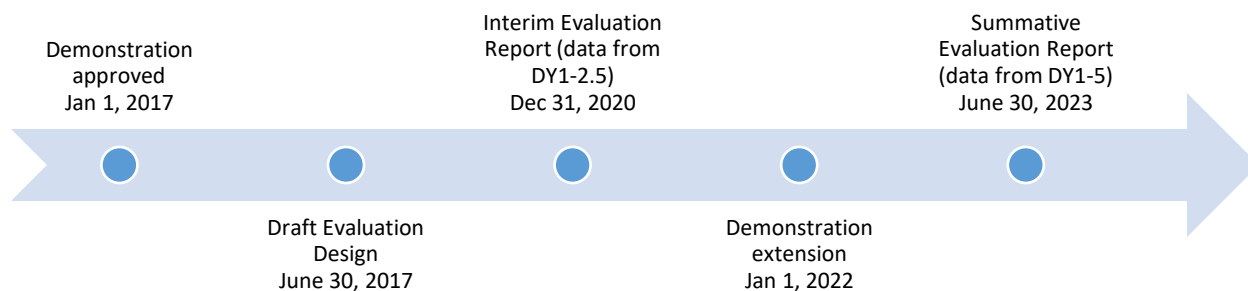 Demonstration
approved
Jan 1, 2017
Draft Evaluation
Design
June 30, 2017
Interim Evaluation
Report (data from
DY1-2.5)
Dec 31, 2020
Demonstration
extension
Jan 1, 2022
Summative
Evaluation Report
(data from DY1-5)
June 30, 2023